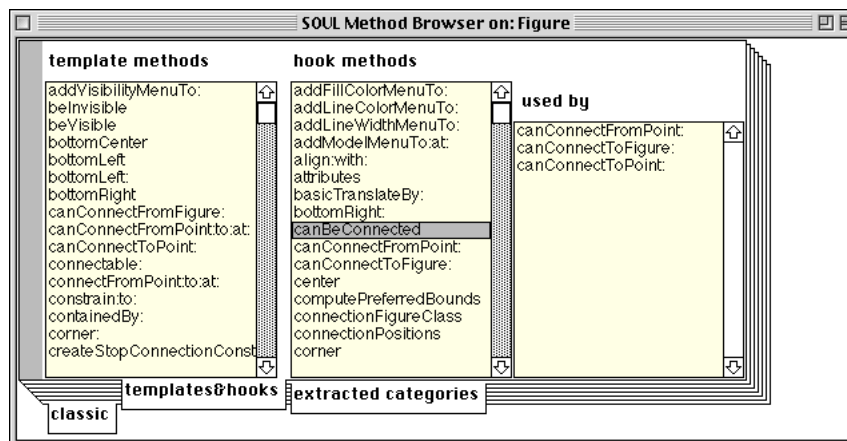 SOUL Method Browser on: Figure
template methods
addVisibilityMenuTo:
beInvisible
beVisible
bottomCenter
bottomLeft
bottomLeft:
bottomRight
canConnectFromFigure:
canConnectFromPoint:to:at:
canConnectToPoint:
connectable:
connectFromPoint:to:at:
constrain:to:
containedBy:
corner:
createStopConnectionConst
hook methods
addFillColorMenuTo:
addLineColorMenuTo:
addLineWidthMenuTo:
addModelMenuTo:at:
align:with:
attributes
basicTranslateBy:
bottomRight:
canBeConnected
canConnectFromPoint:
canConnectToFigure:
center
computePreferredBounds
connectionFigureClass
connectionPositions
corner
used by
canConnectFromPoint:
canConnectToFigure:
canConnectToPoint:
classic
templates&hooks
extracted categories